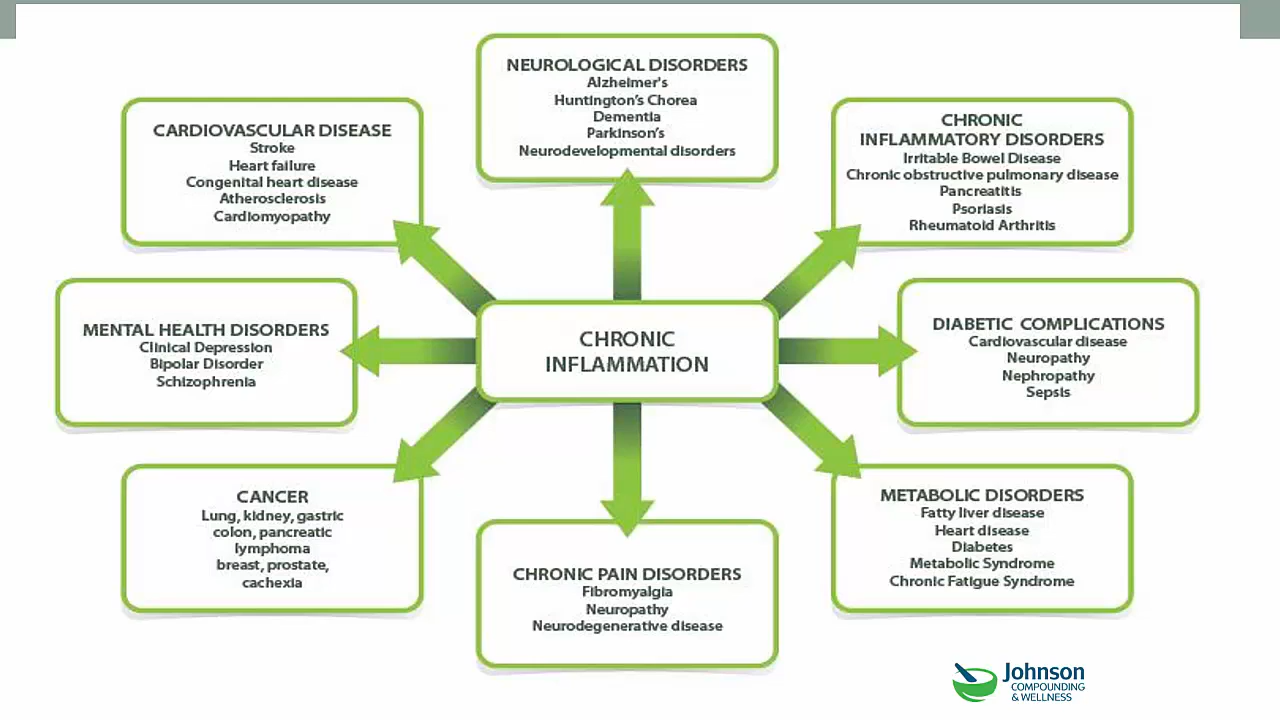 NEUROLOGICAL DISORDERS
Alzheimer's
Huntington's Chorea
Dementia
Parkinson's
Neurodevelopmental disorders
CARDIOVASCULAR DISEASE
Stroke
Heart failure
Congenital heart disease
Atherosclerosis
Cardiomyopathy
CHRONIC
INFLAMMATORY DISORDERS
Irritable Bowel Disease
Chronic obstructive pulmonary disease
Pancreatitis
Psoriasis
Rheumatoid Arthritis
MENTAL HEALTH DISORDERS
Clinical Depression
Bipolar Disorder
Schizophrenia
CHRONIC
INFLAMMATION
DIABETIC COMPLICATIONS
Cardiovascular disease
Neuropathy
Nephropathy
Sepsis
CANCER
Lung, kidney, gastric
colon, pancreatic
lymphoma
breast, prostate,
cachexia
CHRONIC PAIN DISORDERS
Fibromyalgia
Neuropathy
Neurodegenerative disease
METABOLIC DISORDERS
Fatty liver disease
Heart disease
Diabetes
Metabolic Syndrome
Chronic Fatigue Syndrome
Johnson
COMPOUNDING
& WELLNESS